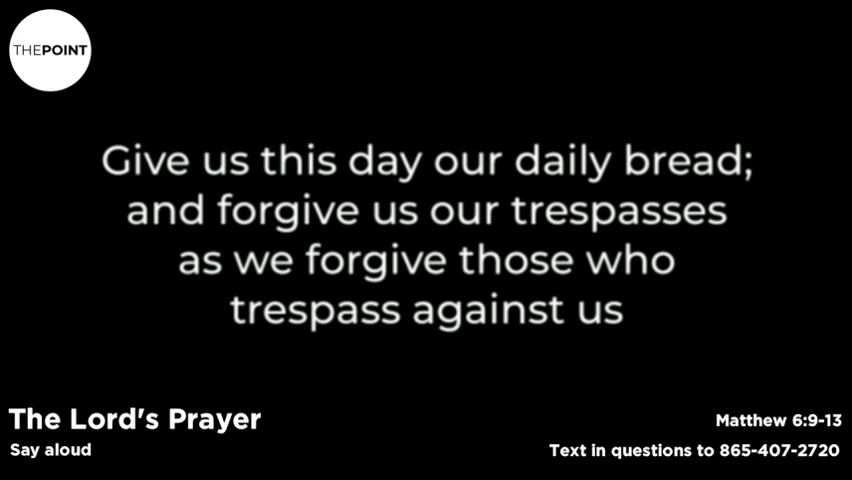 THEPOINT
Give us this day our daily bread;
and forgive us our trespasses
as we forgive those who
trespass against us
The Lord's Prayer
Say aloud
Matthew 6:9-13
Text in questions to 865-407-2720